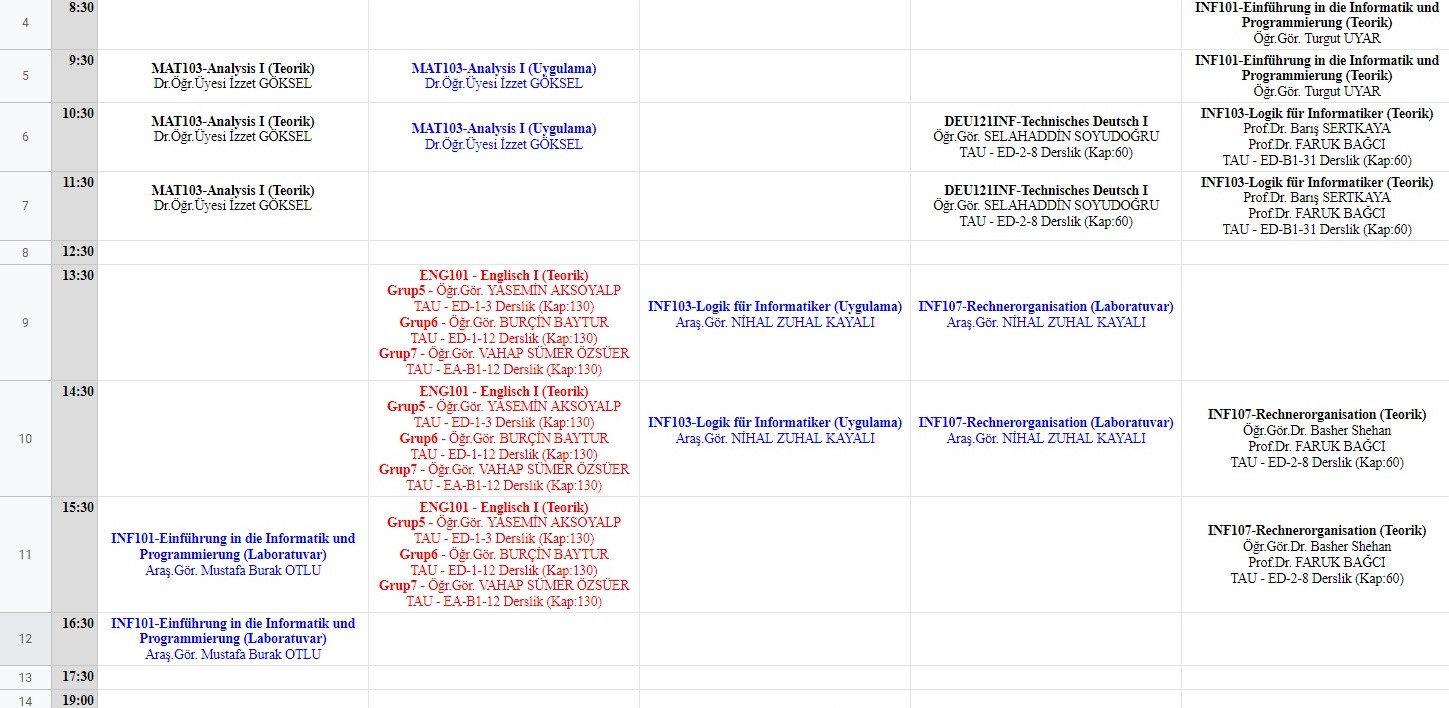 4
8:30
INF101-Einführung in die Informatik und
Programmierung (Teorik)
Öğr.Gör. Turgut UYAR
5
9:30
MAT103-Analysis I (Teorik)
Dr.Öğr.Üyesi İzzet GÖKSEL
MAT103-Analysis I (Uygulama)
Dr.Öğr.Üyesi İzzet GÖKSEL
INF101-Einführung in die Informatik und
Programmierung (Teorik)
Öğr.Gör. Turgut UYAR
6
10:30
MAT103-Analysis I (Teorik)
Dr.Öğr.Üyesi İzzet GÖKSEL
MAT103-Analysis I (Uygulama)
Dr.Öğr.Üyesi İzzet GÖKSEL
DEU121INF-Technisches Deutsch I
Öğr.Gör. SELAHADDİN SOYUDOĞRU
TAU - ED-2-8 Derslik (Kap:60)
INF103-Logik für Informatiker (Teorik)
Prof.Dr. Barış SERTKAYA
Prof.Dr. FARUK BAĞCI
TAU - ED-B1-31 Derslik (Kap:60)
7
11:30
MAT103-Analysis I (Teorik)
Dr.Öğr.Üyesi İzzet GÖKSEL
DEU121INF-Technisches Deutsch I
Öğr.Gör. SELAHADDİN SOYUDOĞRU
TAU - ED-2-8 Derslik (Kap:60)
INF103-Logik für Informatiker (Teorik)
Prof.Dr. Barış SERTKAYA
Prof.Dr. FARUK BAĞCI
TAU - ED-B1-31 Derslik (Kap:60)
8
12:30
9
13:30
ENG101 - Englisch I (Teorik)
Grup5 - Öğr.Gör. YASEMİN AKSOYALP
TAU - ED-1-3 Derslik (Kap:130)
Grup6 - Öğr.Gör. BURÇİN BAYTUR
TAU - ED-1-12 Derslik (Kap:130)
Grup7 - Öğr.Gör. VAHAP SÜMER ÖZSÜER
TAU - EA-B1-12 Derslik (Kap:130)
INF103-Logik für Informatiker (Uygulama)
Araş.Gör. NİHAL ZUHAL KAYALI
INF107-Rechnerorganisation (Laboratuvar)
Araş.Gör. NİHAL ZUHAL KAYALI
10
14:30
ENG101 - Englisch I (Teorik)
Grup5 - Öğr.Gör. YASEMİN AKSOYALP
TAU - ED-1-3 Derslik (Kap:130)
Grup6 - Öğr.Gör. BURÇİN BAYTUR
TAU - ED-1-12 Derslik (Kap:130)
Grup7 - Öğr.Gör. VAHAP SÜMER ÖZSÜER
TAU - EA-B1-12 Derslik (Kap:130)
INF103-Logik für Informatiker (Uygulama)
Araş.Gör. NİHAL ZUHAL KAYALI
INF107-Rechnerorganisation (Laboratuvar)
Araş.Gör. NİHAL ZUHAL KAYALI
INF107-Rechnerorganisation (Teorik)
Öğr.Gör.Dr. Basher Shehan
Prof.Dr. FARUK BAĞCI
TAU - ED-2-8 Derslik (Kap:60)
11
15:30
INF101-Einführung in die Informatik und
Programmierung (Laboratuvar)
Araş.Gör. Mustafa Burak OTLU
ENG101 - Englisch I (Teorik)
Grup5 - Öğr.Gör. YASEMİN AKSOYALP
TAU - ED-1-3 Derslik (Kap:130)
Grup6 - Öğr.Gör. BURÇİN BAYTUR
TAU - ED-1-12 Derslik (Kap:130)
Grup7 - Öğr.Gör. VAHAP SÜMER ÖZSÜER
TAU - EA-B1-12 Derslik (Kap:130)
INF107-Rechnerorganisation (Teorik)
Öğr.Gör.Dr. Basher Shehan
Prof.Dr. FARUK BAĞCI
TAU - ED-2-8 Derslik (Kap:60)
12
16:30
INF101-Einführung in die Informatik und
Programmierung (Laboratuvar)
Araş.Gör. Mustafa Burak OTLU
13
17:30
14
19:00